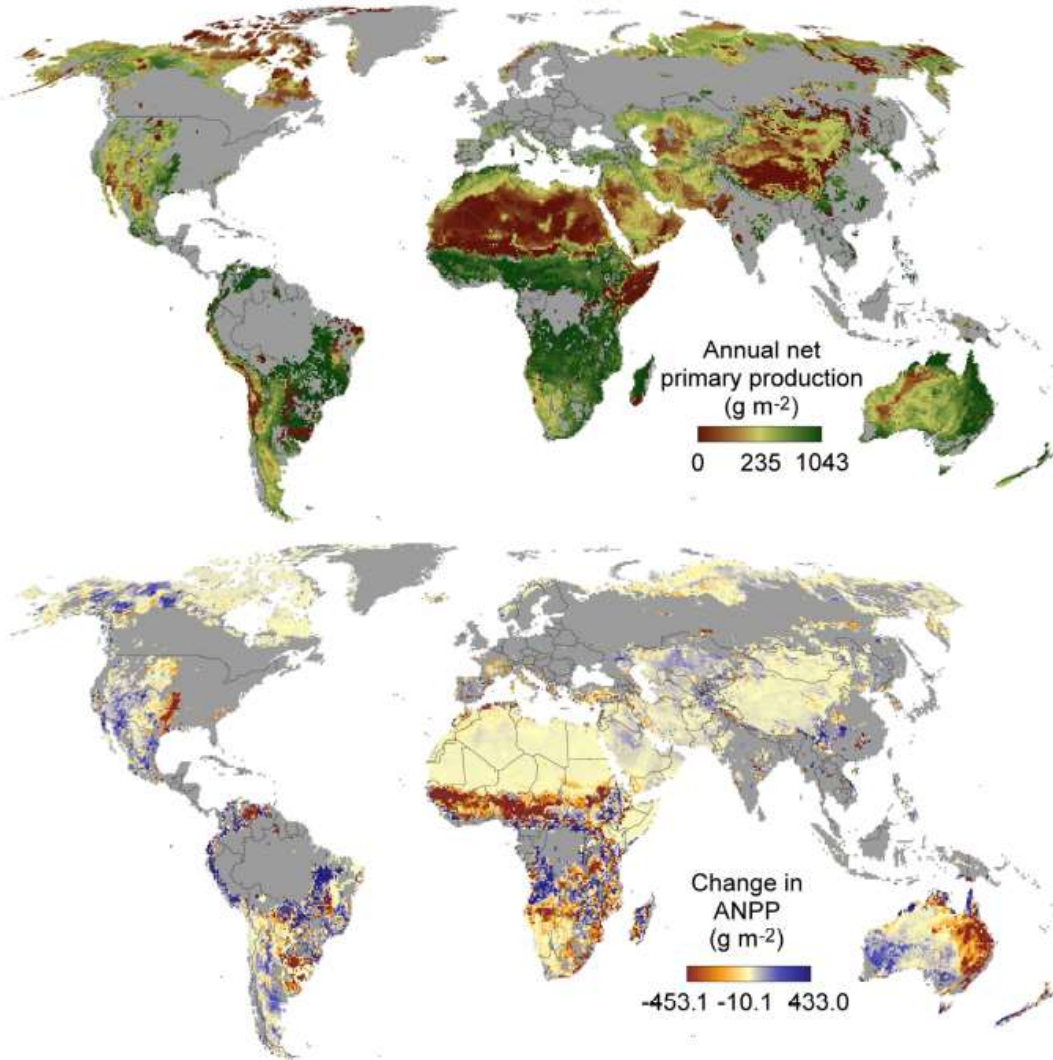 Annual net
primary production
(g m-2)
0 235 1043
Change in
ANPP
(g m-2)
-453.1 -10.1 433.0